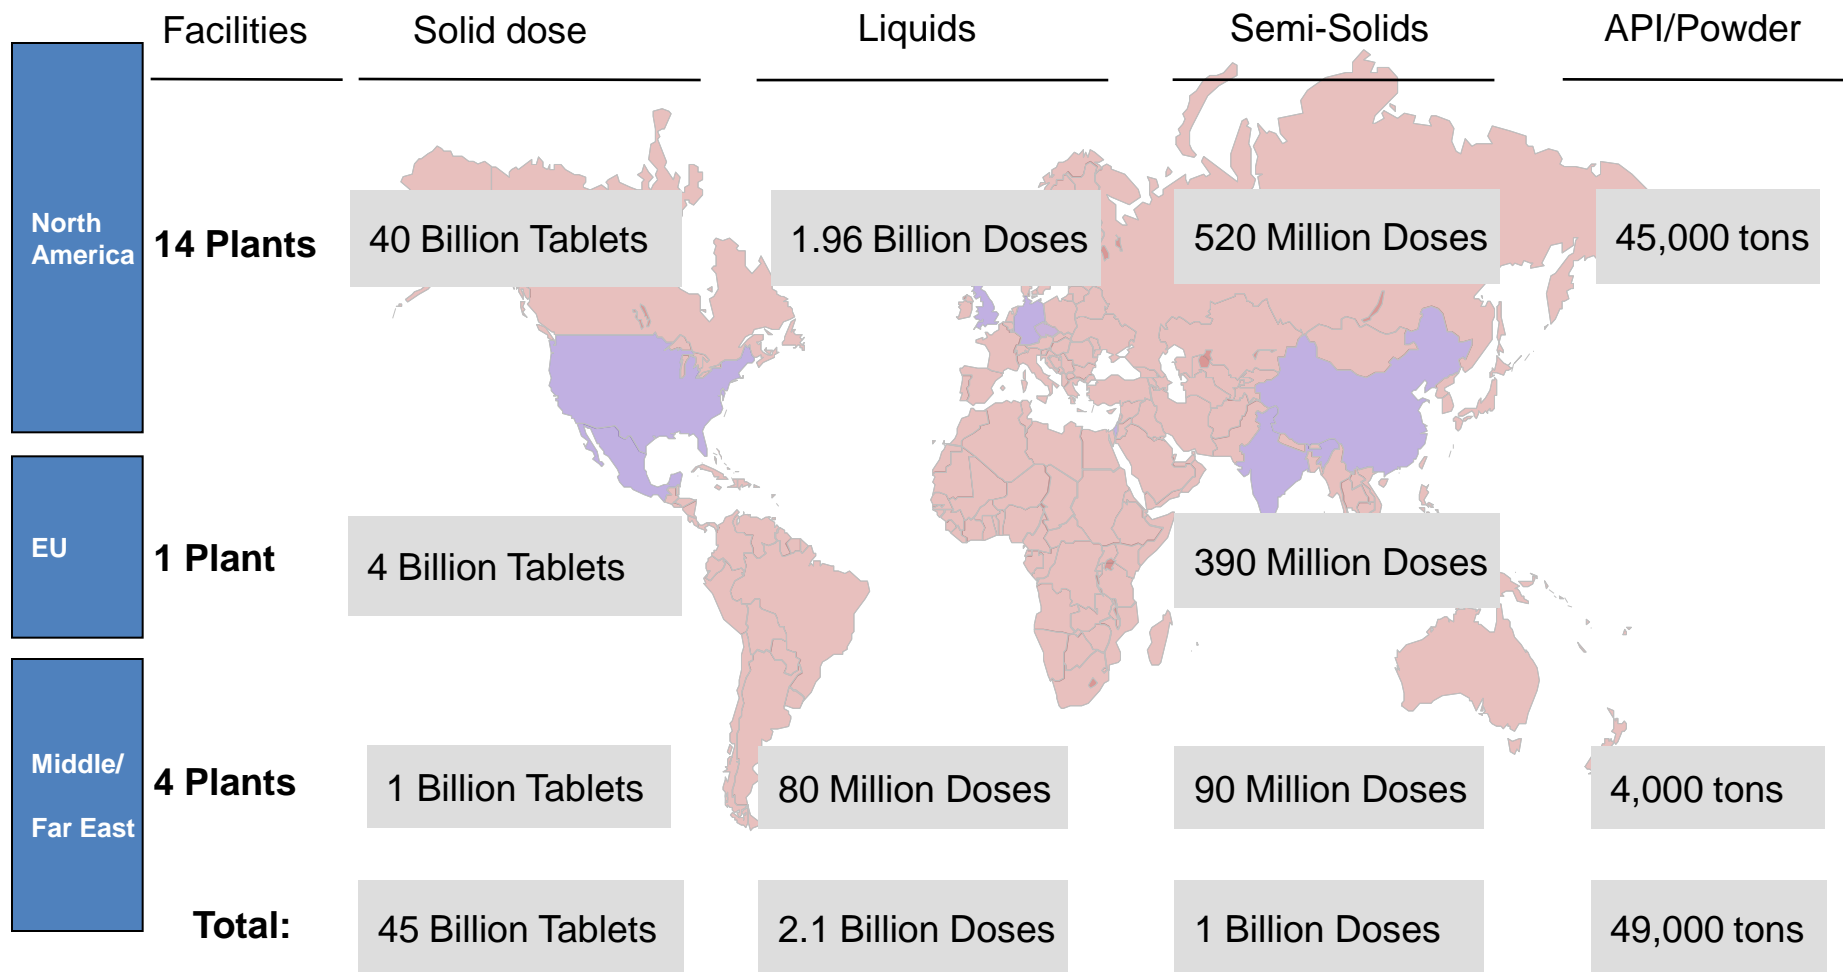 Facilities Solid dose Liquids Semi-Solids API/Powder
North
America
14 Plants 40 Billion Tablets 1.96 Billion Doses 520 Million Doses 45,000 tons
EU
1 Plant 4 Billion Tablets 390 Million Doses
Middle/
Far East
4 Plants 1 Billion Tablets 80 Million Doses 90 Million Doses 4,000 tons
Total: 45 Billion Tablets 2.1 Billion Doses 1 Billion Doses 49,000 tons